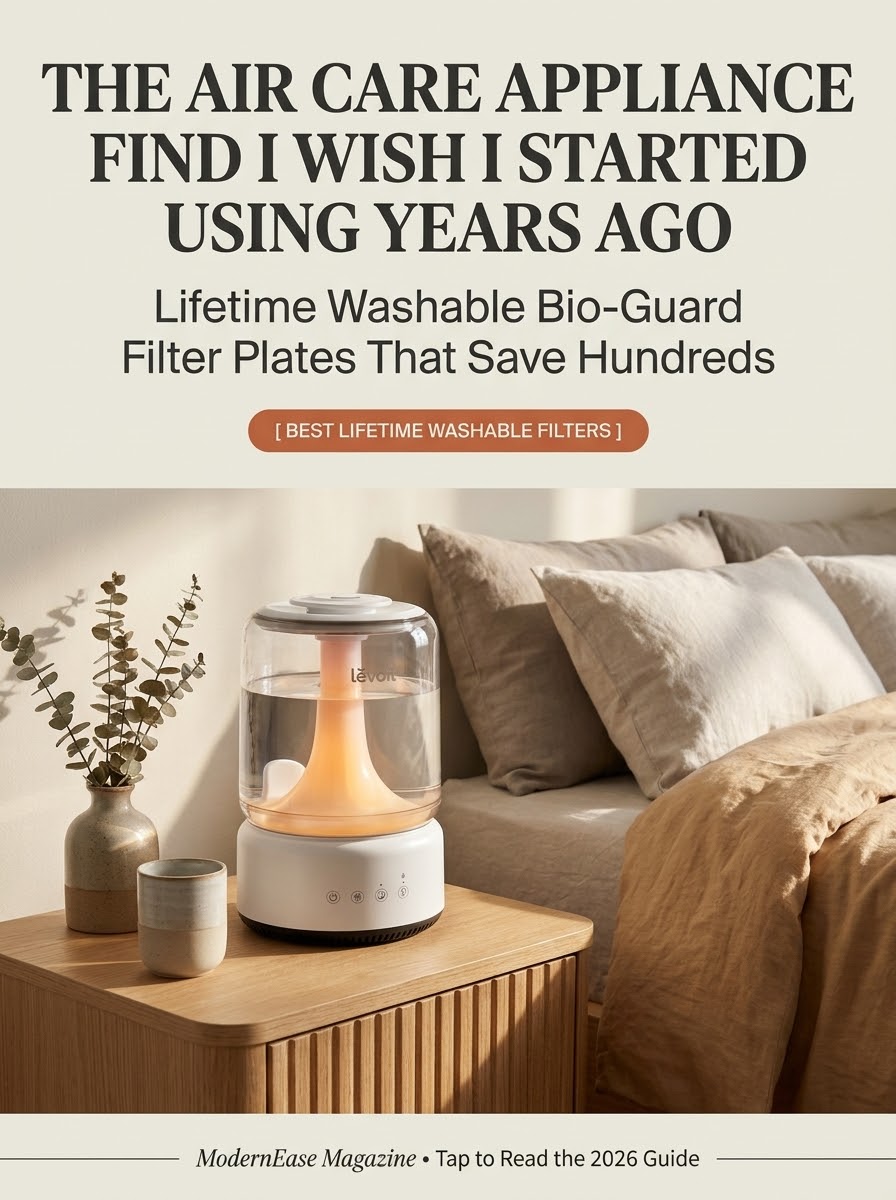 THE AIR CARE APPLIANCE
FIND I WISH I STARTED
USING YEARS AGO
Lifetime Washable Bio-Guard
Filter Plates That Save Hundreds
[ BEST LIFETIME WASHABLE FILTERS ]
levoit
ModernEase Magazine • Tap to Read the 2026 Guide